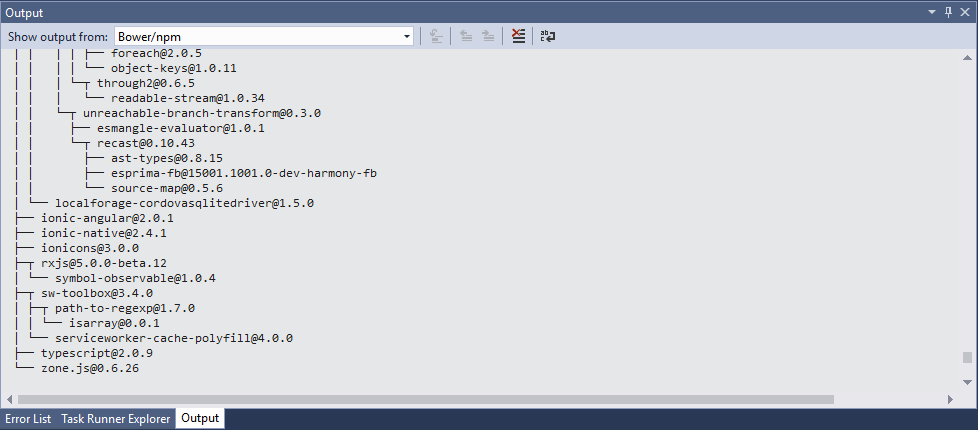 Output
Show output from: Bower/npm
│ │   │ │ ├── foreach@2.0.5
│ │   │ │ └── object-keys@1.0.11
│ │   │ └─┬ through2@0.6.5
│ │   │   └── readable-stream@1.0.34
│ │   └─┬ unreachable-branch-transform@0.3.0
│ │     ├── esmangle-evaluator@1.0.1
│ │     └─┬ recast@0.10.43
│ │       ├── ast-types@0.8.15
│ │       ├── esprima-fb@15001.1001.0-dev-harmony-fb
│ │       └── source-map@0.5.6
│ └── localforage-cordovasqlitedriver@1.5.0
├── ionic-angular@2.0.1
├── ionic-native@2.4.1
├── ionicons@3.0.0
├─┬ rxjs@5.0.0-beta.12
│ └── symbol-observable@1.0.4
├─┬ sw-toolbox@3.4.0
│ ├─┬ path-to-regexp@1.7.0
│ │ └── isarray@0.0.1
│ └── serviceworker-cache-polyfill@4.0.0
├── typescript@2.0.9
└── zone.js@0.6.26
Error List Task Runner Explorer Output